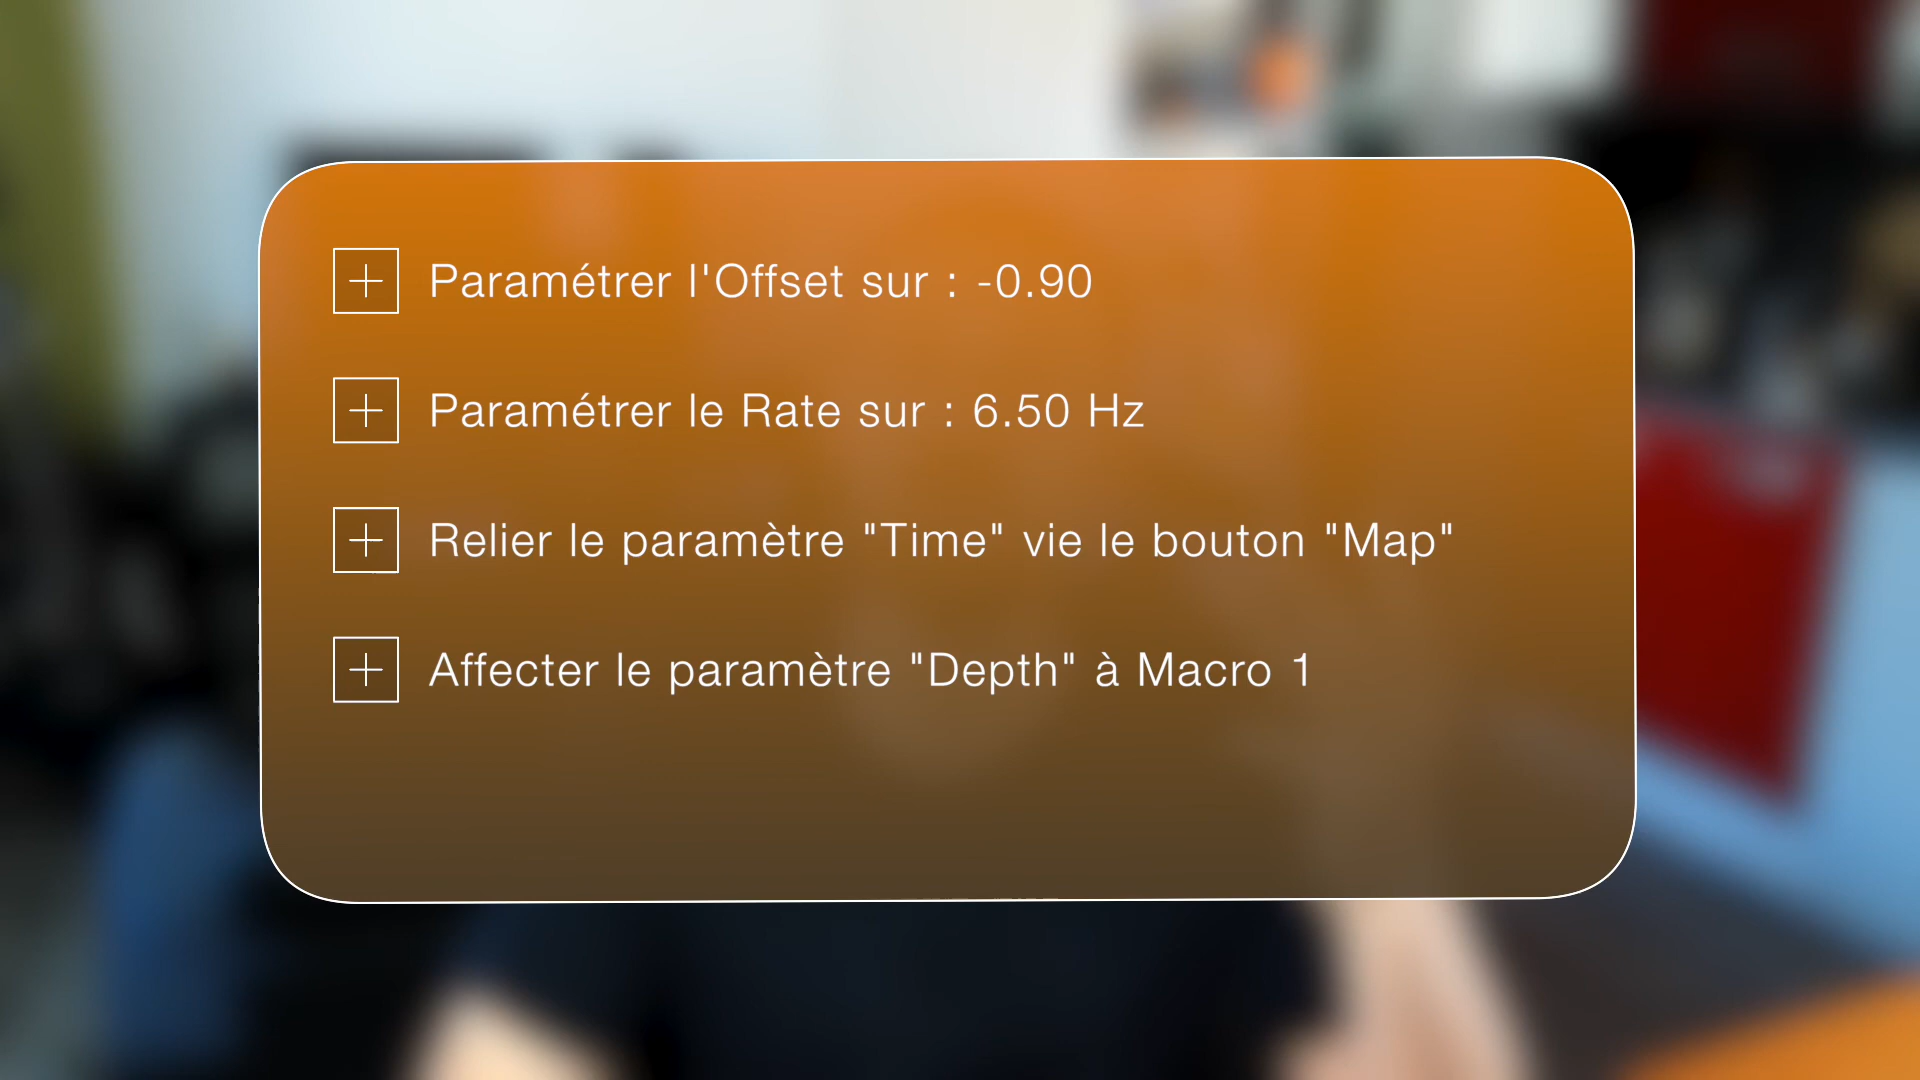 Paramétrer l'Offset sur : -0.90
Paramétrer le Rate sur : 6.50 Hz
Relier le paramètre "Time" vie le bouton "Map"
Affecter le paramètre "Depth" à Macro 1